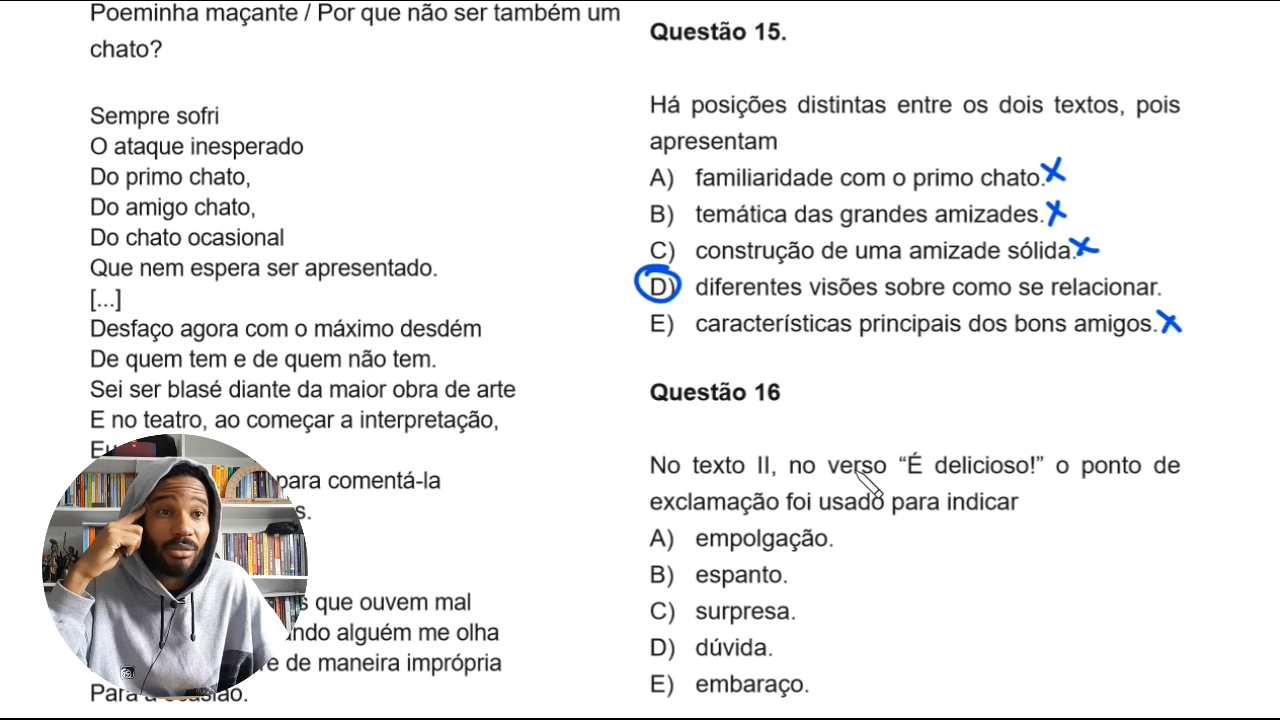 Poeminha maçante / Por que não ser também um
chato?
Sempre sofri
O ataque inesperado
Do primo chato,
Do amigo chato,
Do chato ocasional
Que nem espera ser apresentado.
[...]
Desfaço agora com o máximo desdém
De quem tem e de quem não tem.
Sei ser blasé diante da maior obra de arte
E no teatro, ao começar a interpretação,
para comentá-la
que ouvem mal
alguém me olha
de maneira imprópria
Para
Questão 15.
Há posições distintas entre os dois textos, pois
apresentam
A) familiaridade com o primo chato.
B) temática das grandes amizades.
C) construção de uma amizade sólida.
D) diferentes visões sobre como se relacionar.
E) características principais dos bons amigos.
Questão 16
No texto II, no verso “É delicioso!” o ponto de
exclamação foi usado para indicar
A) empolgação.
B) espanto.
C) surpresa.
D) dúvida.
E) embaraço.